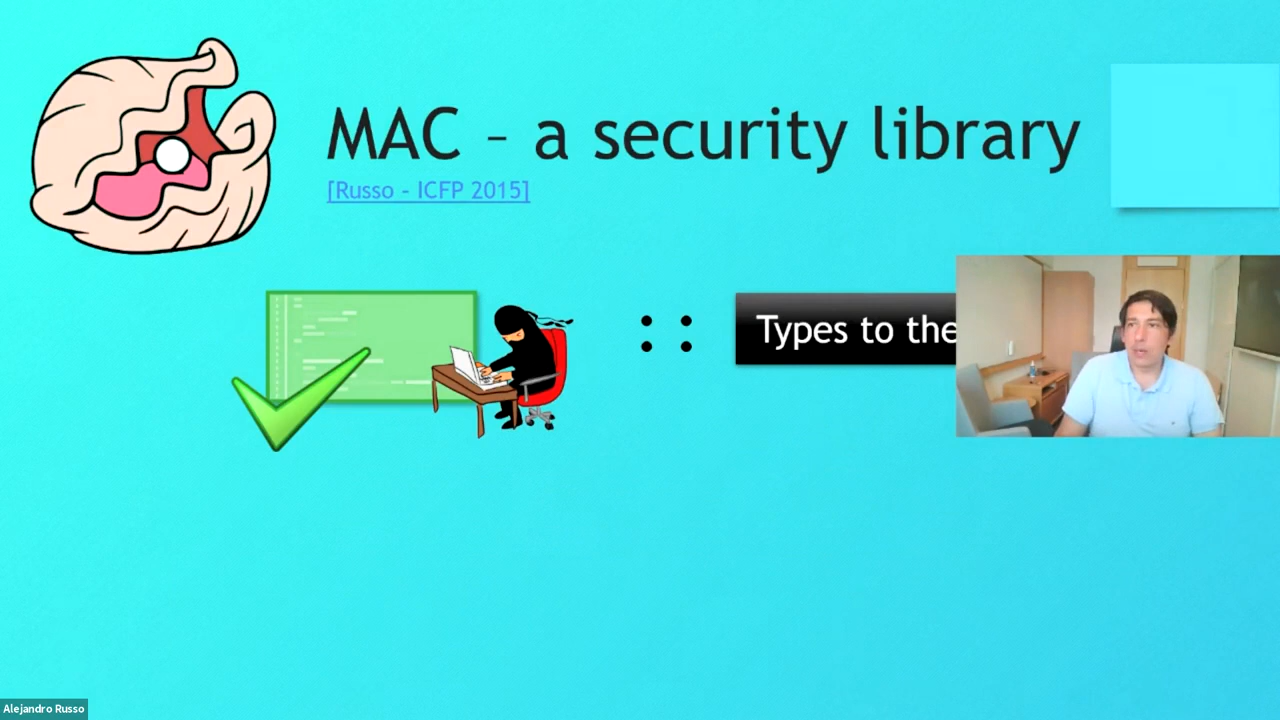 MAC – a security library
[Russo – ICFP 2015]
Types to the
Alejandro Russo